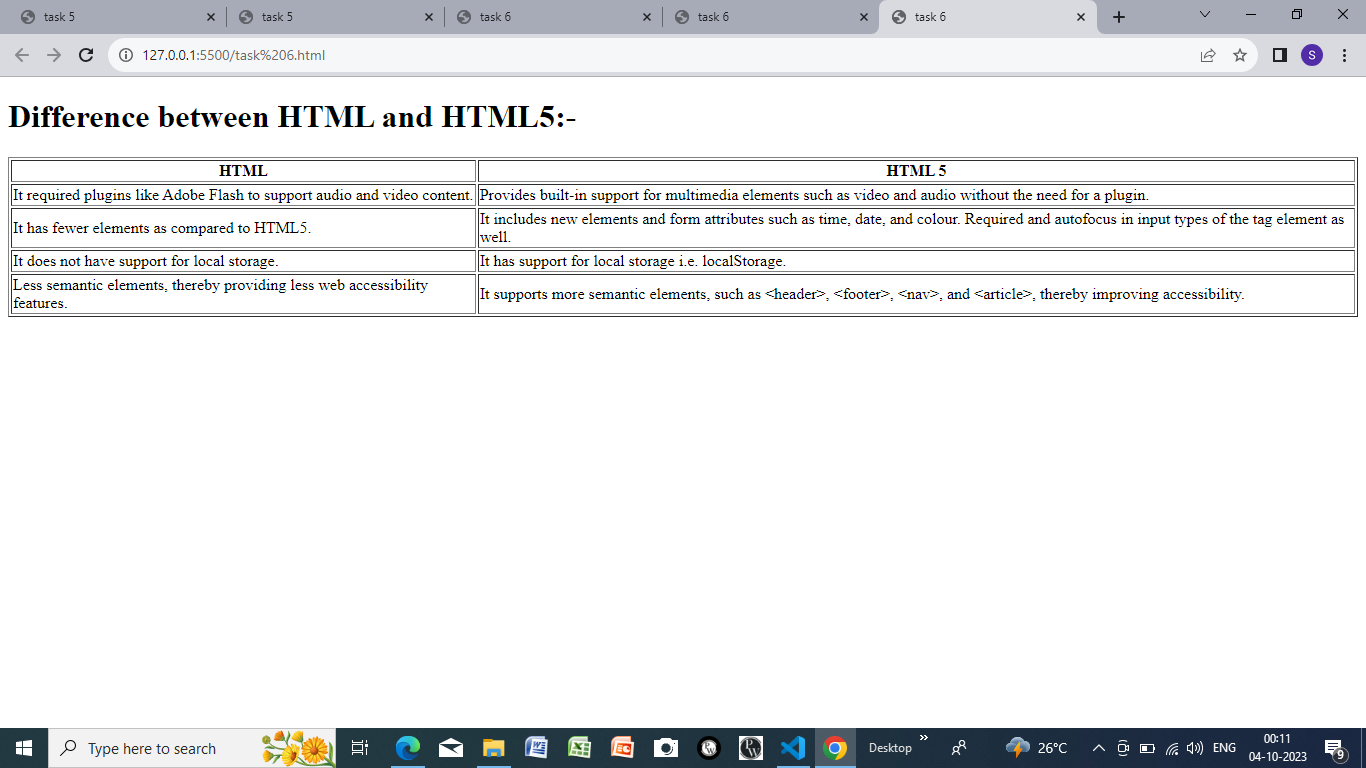 task 5
task 5
task 6
task 6
task 6
127.0.0.1:5500/task%206.html
S
Difference between HTML and HTML5:-
HTML
HTML 5
It required plugins like Adobe Flash to support audio and video content.
Provides built-in support for multimedia elements such as video and audio without the need for a plugin.
It has fewer elements as compared to HTML5.
It includes new elements and form attributes such as time, date, and colour. Required and autofocus in input types of the tag element as
well.
It does not have support for local storage.
It has support for local storage i.e. localStorage.
Less semantic elements, thereby providing less web accessibility
features.
It supports more semantic elements, such as <header>, <footer>, <nav>, and <article>, thereby improving accessibility.
Type here to search
Desktop
26°C
ENG
00:11
04-10-2023
9